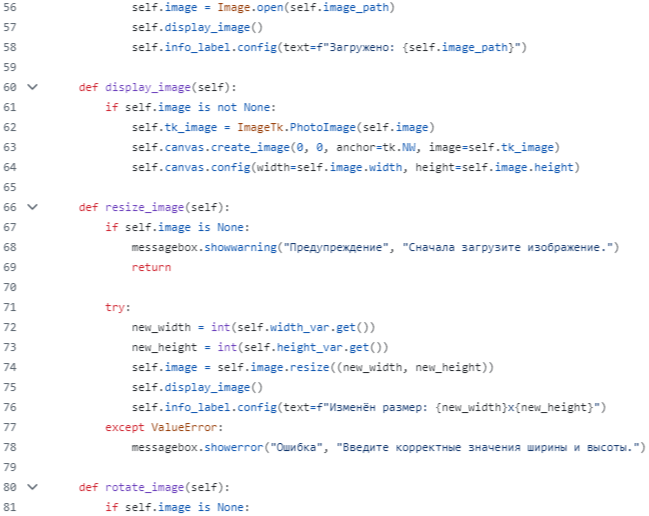 56 self.image = Image.open(self.image_path)
57 self.display_image()
58 self.info_label.config(text=f"Загружено: {self.image_path}")
59
60 def display_image(self):
61 if self.image is not None:
62 self.tk_image = ImageTk.PhotoImage(self.image)
63 self.canvas.create_image(0, 0, anchor=tk.NW, image=self.tk_image)
64 self.canvas.config(width=self.image.width, height=self.image.height)
65
66 def resize_image(self):
67 if self.image is None:
68 messagebox.showwarning("Предупреждение", "Сначала загрузите изображение.")
69 return
70
71 try:
72 new_width = int(self.width_var.get())
73 new_height = int(self.height_var.get())
74 self.image = self.image.resize((new_width, new_height))
75 self.display_image()
76 self.info_label.config(text=f"Изменён размер: {new_width}x{new_height}")
77 except ValueError:
78 messagebox.showerror("Ошибка", "Введите корректные значения ширины и высоты.")
79
80 def rotate_image(self):
81 if self.image is None: